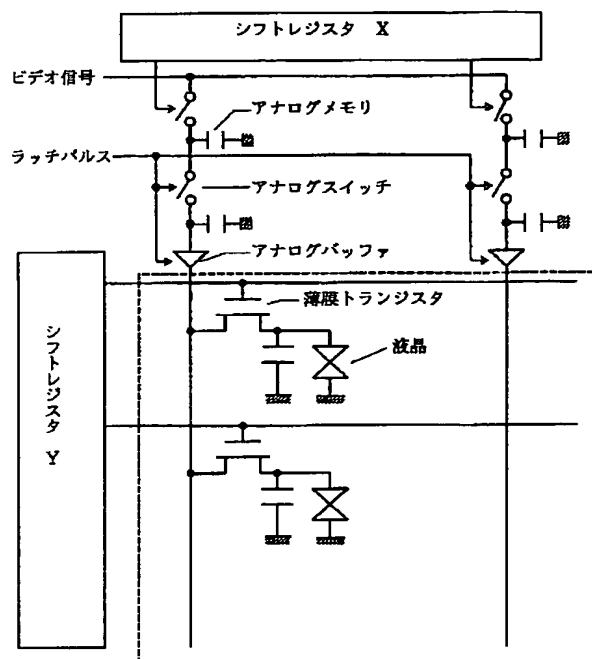 シフトレジスタ X
ビデオ信号
アナログメモリ
ラッチパルス
アナログスイッチ
アナログバッファ
薄膜トランジスタ
液晶
シフトレジスタ Y